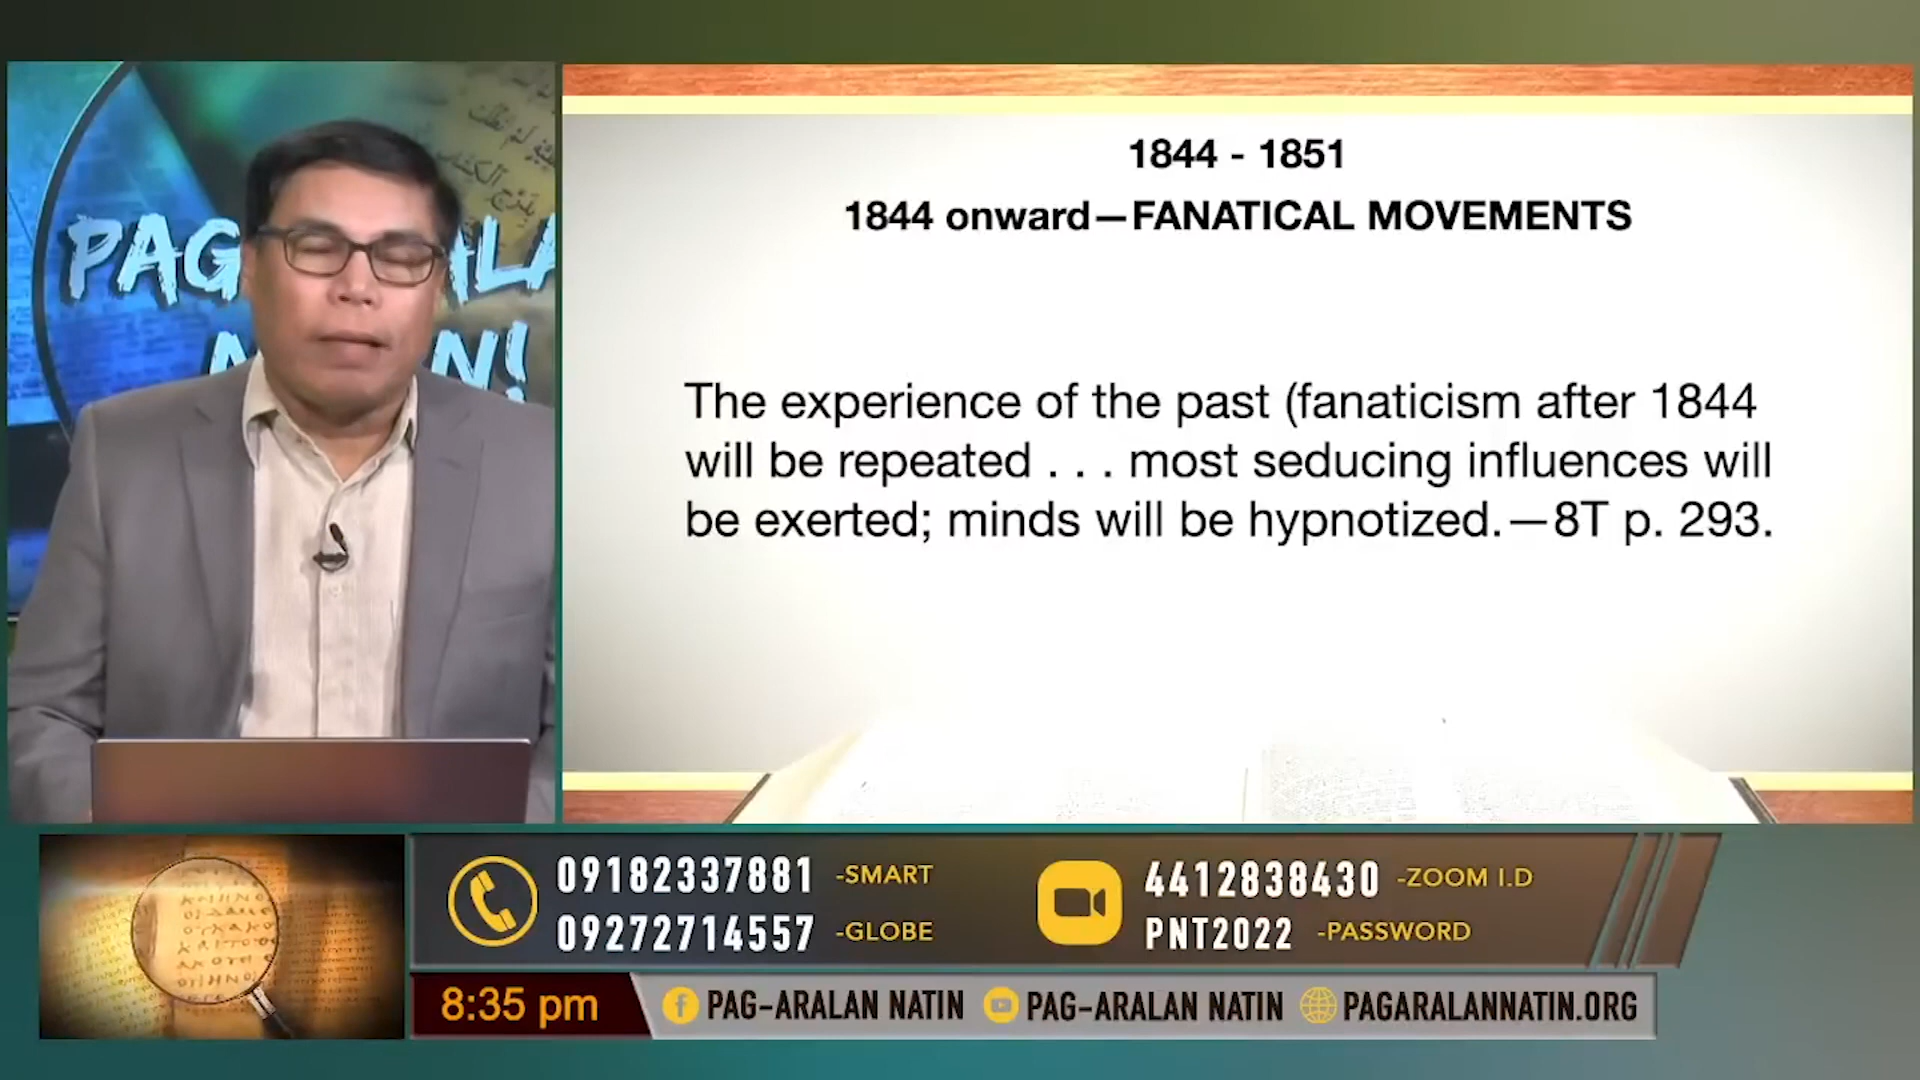 1844 - 1851
1844 onward—FANATICAL MOVEMENTS
The experience of the past (fanaticism after 1844
will be repeated . . . most seducing influences will
be exerted; minds will be hypnotized.—8T p. 293.
09182337881 -SMART
09272714557 -GLOBE
4412838430 -ZOOM I.D
PNT2022 -PASSWORD
8:35 pm
PAG-ARALAN NATIN
PAG-ARALAN NATIN
PAGARALANNATIN.ORG